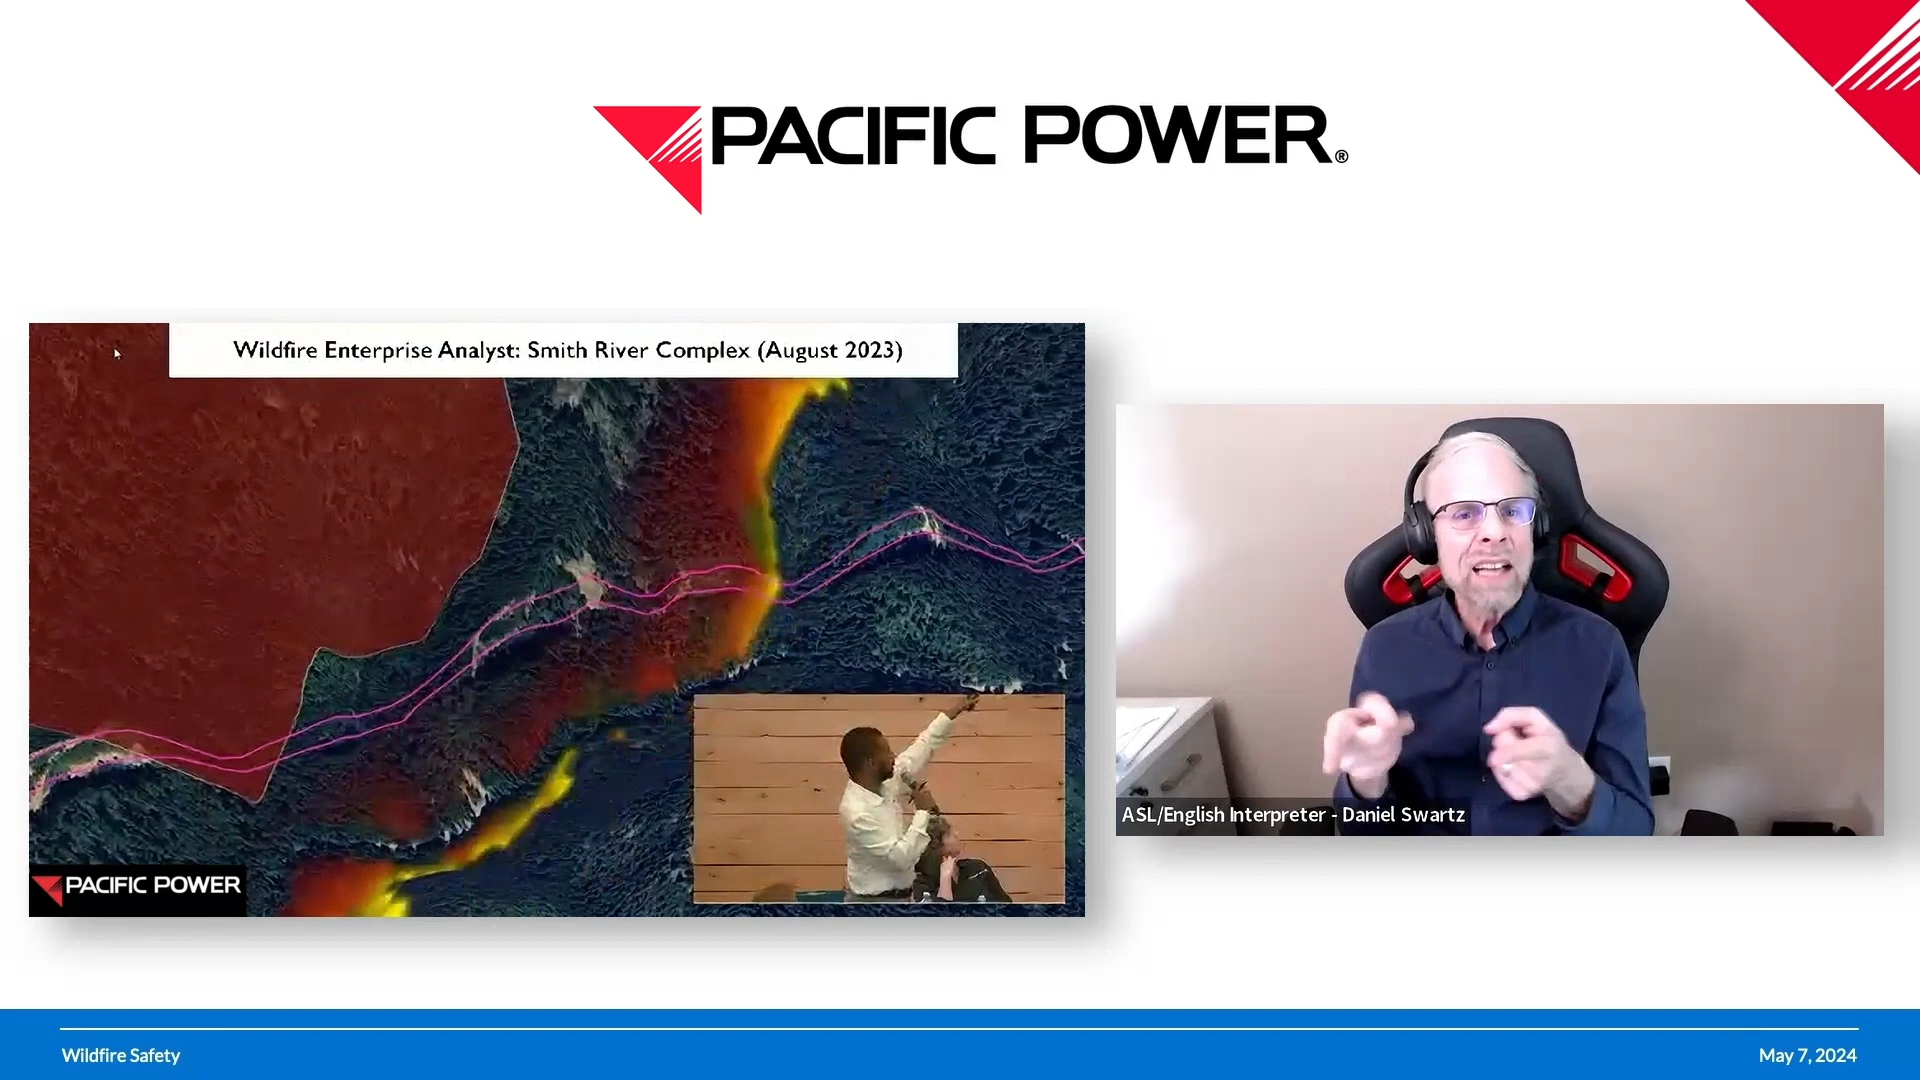 PACIFIC POWER®
Wildfire Enterprise Analyst: Smith River Complex (August 2023)
PACIFIC POWER
ASL/English Interpreter - Daniel Swartz
Wildfire Safety
May 7, 2024